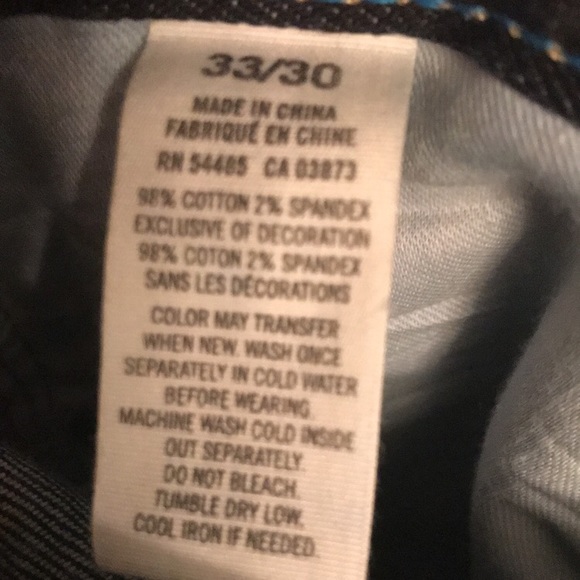 33/30
MADE IN CHINA
FABRIQUÉ EN CHINE
RN 54485 CA 03873
98% COTTON 2% SPANDEX
EXCLUSIVE OF DECORATION
98% COTON 2% SPANDEX
SANS LES DÉCORATIONS
COLOR MAY TRANSFER
WHEN NEW. WASH ONCE
SEPARATELY IN COLD WATER
BEFORE WEARING.
MACHINE WASH COLD INSIDE
OUT SEPARATELY.
DO NOT BLEACH.
TUMBLE DRY LOW.
COOL IRON IF NEEDED.